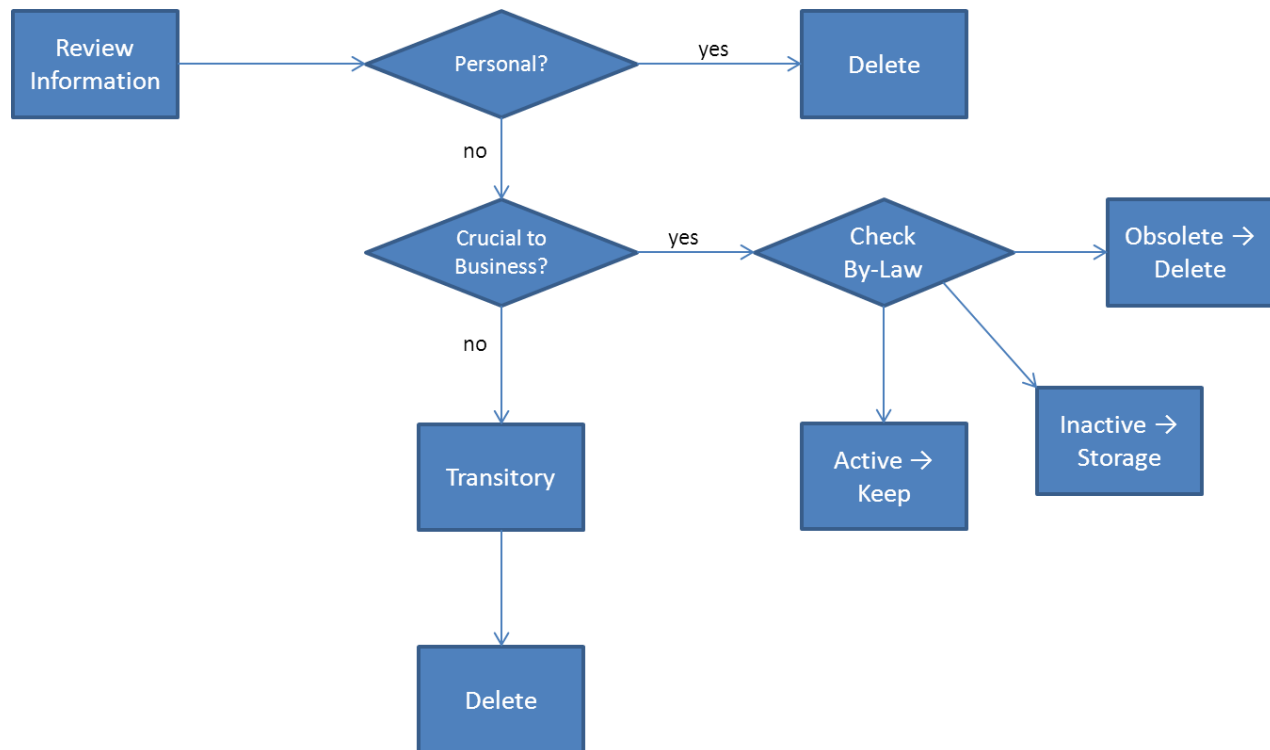 Review
Information
Personal?
yes
Delete
no
Crucial to
Business?
yes
Check
By-Law
Obsolete →
Delete
no
Inactive →
Storage
Active →
Keep
Transitory
Delete